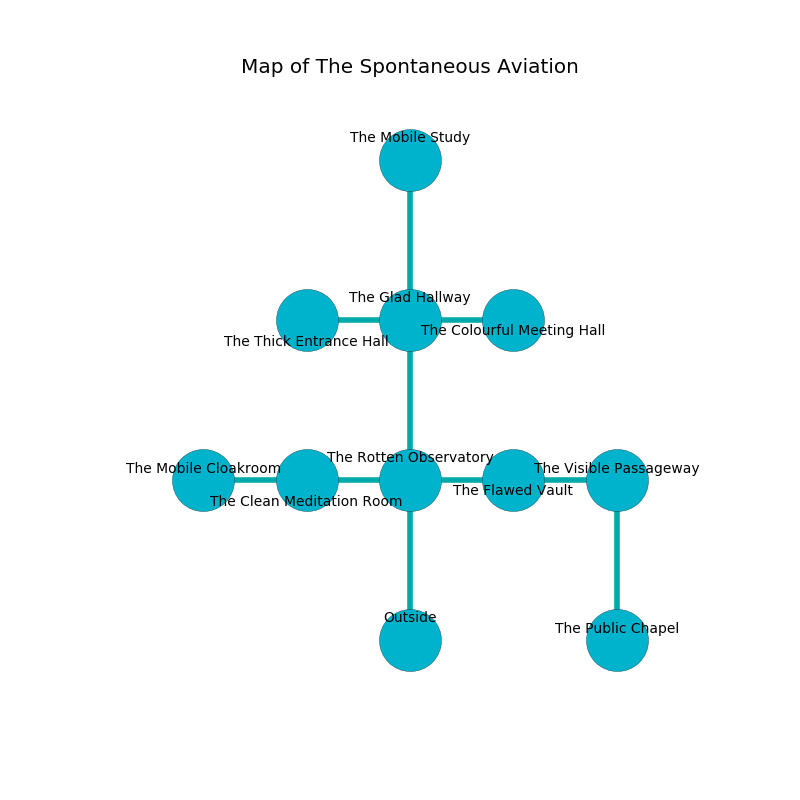 Map of The Spontaneous Aviation
The Mobile Study
The Glad Hallway
The Colourful Meeting Hall
The Thick Entrance Hall
The Rotten Observatory
The Mobile Cloakroom
The Visible Passageway
The Flawed Vault
The Clean Meditation Room
Outside
The Public Chapel